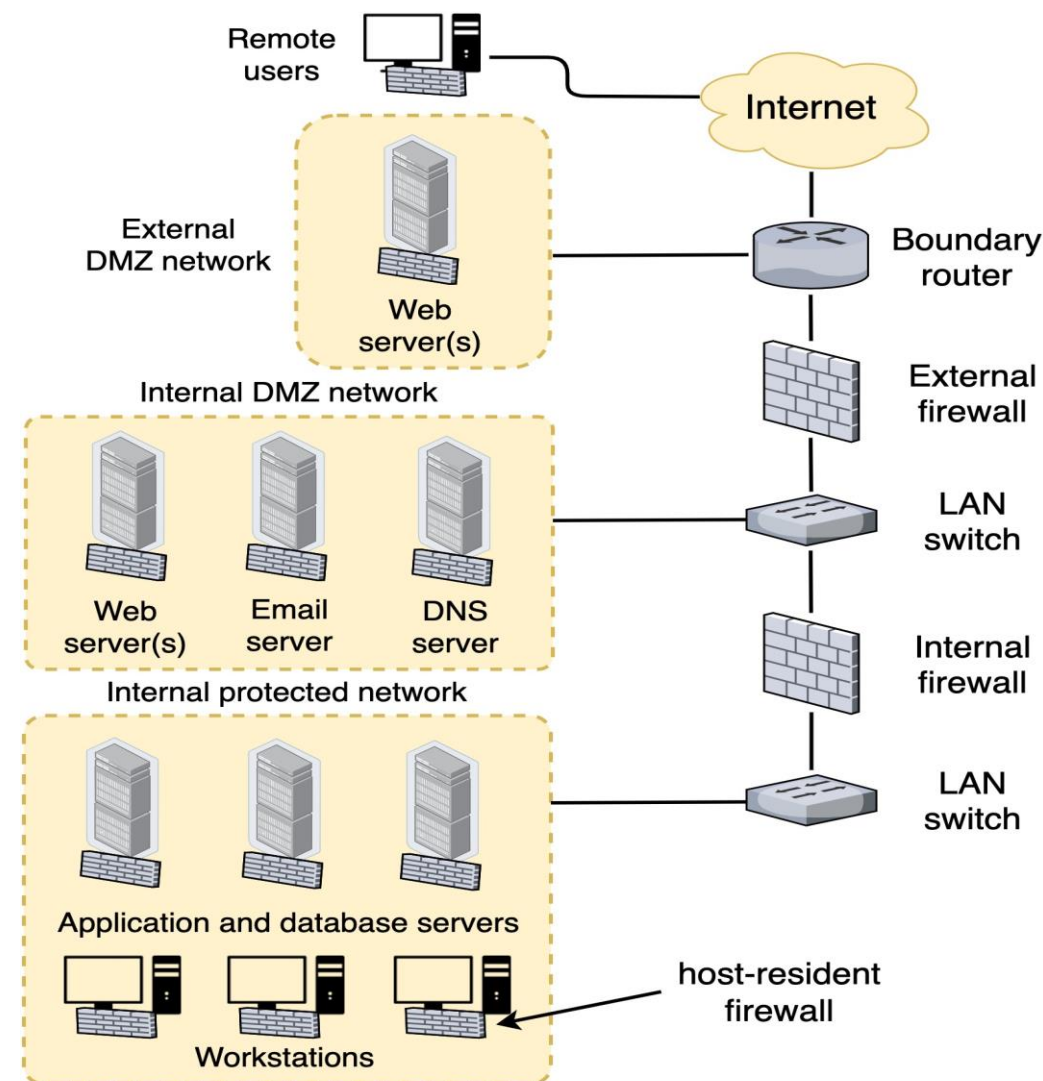 Remote
users
Internet
External
DMZ network
Web
server(s)
Boundary
router
External
firewall
Internal DMZ network
Web
server(s)
Email
server
DNS
server
LAN
switch
Internal
firewall
Internal protected network
Application and database servers
Workstations
LAN
switch
host-resident
firewall